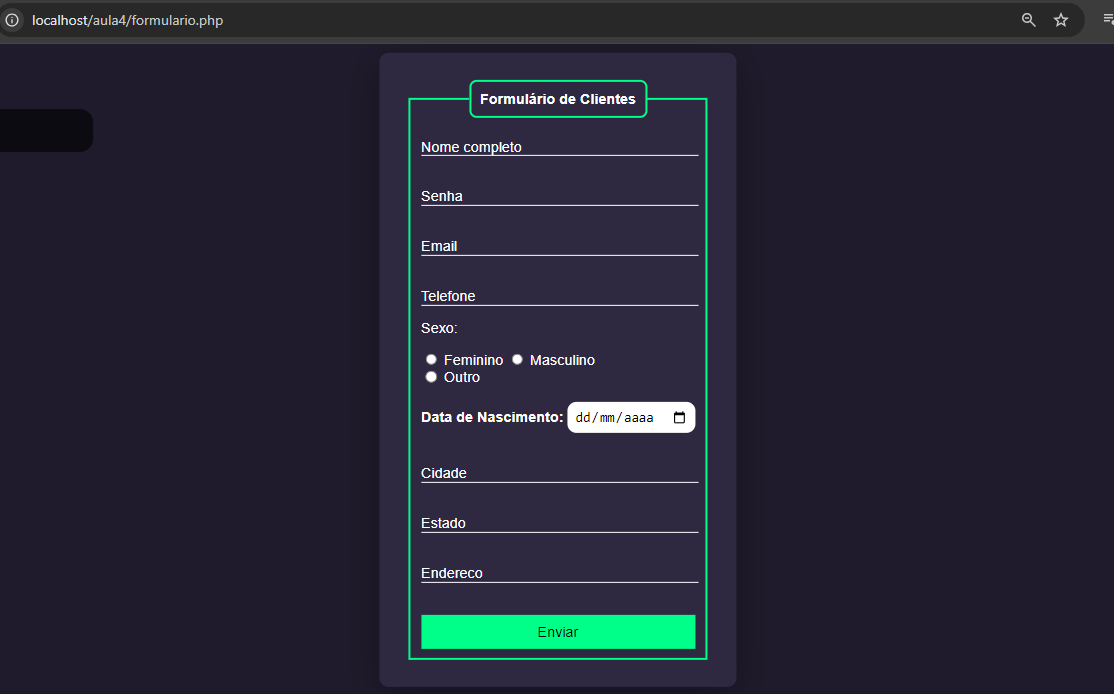 localhost/aula4/formulario.php
Formulário de Clientes
Nome completo
Senha
Email
Telefone
Sexo:
Feminino Masculino
Outro
Data de Nascimento: dd/mm/aaaa
Cidade
Estado
Endereco
Enviar